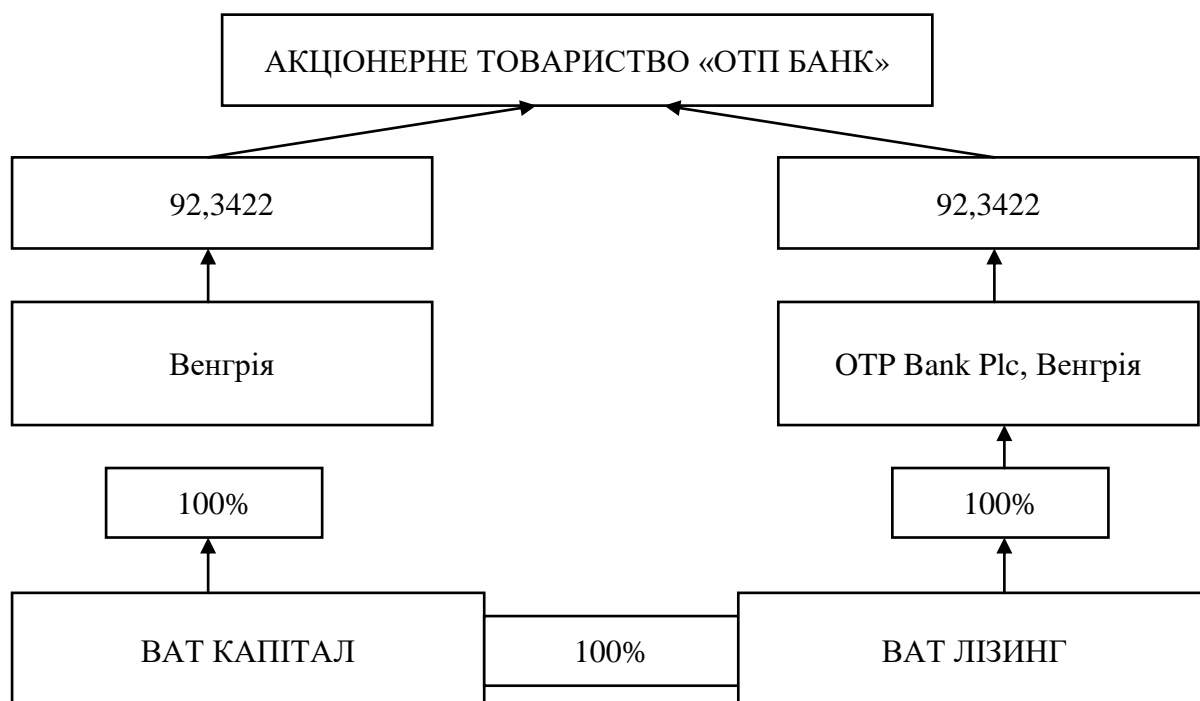 АКЦІОНЕРНЕ ТОВАРИСТВО «ОТП БАНК»
92,3422
92,3422
Венгрія
OTP Bank Plc, Венгрія
100%
100%
ВАТ КАПІТАЛ
100%
ВАТ ЛІЗИНГ